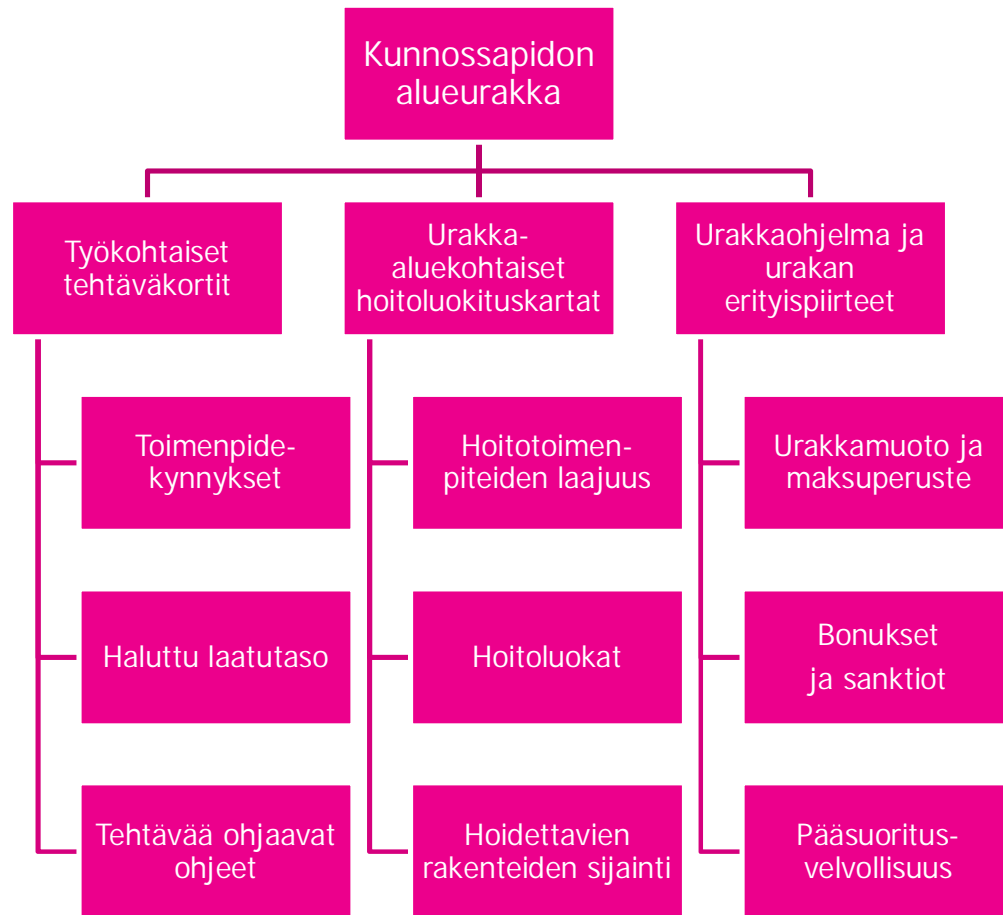 Kunnossapidon
alueurakka
Työkohtaiset
tehtäväkortit
Urakka-
aluekohtaiset
hoitoluokituskartat
Urakkaohjelma ja
urakan
erityispiirteet
Toimenpide-
kynnykset
Hoitotoimen-
piteiden laajuus
Urakkamuoto ja
maksuperuste
Haluttu laatutaso
Hoitoluokat
Bonukset
ja sanktiot
Tehtävää ohjaavat
ohjeet
Hoidettavien
rakenteiden sijainti
Pääsuoritus-
velvollisuus